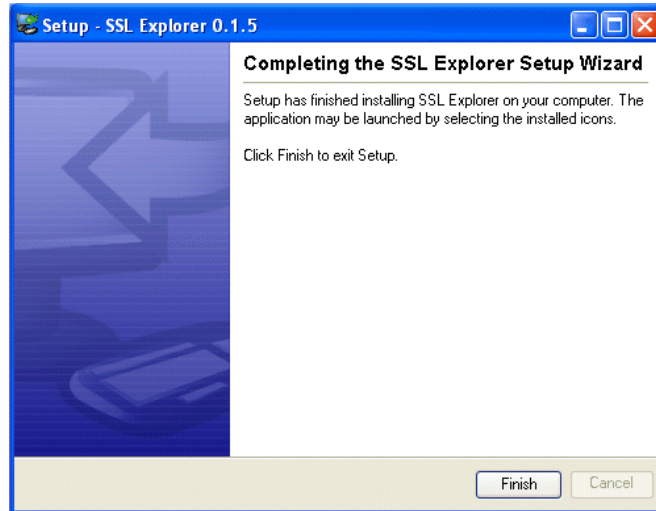 Setup - SSL Explorer 0.1.5
Completing the SSL Explorer Setup Wizard
Setup has finished installing SSL Explorer on your computer. The
application may be launched by selecting the installed icons.
Click Finish to exit Setup.
Finish
Cancel